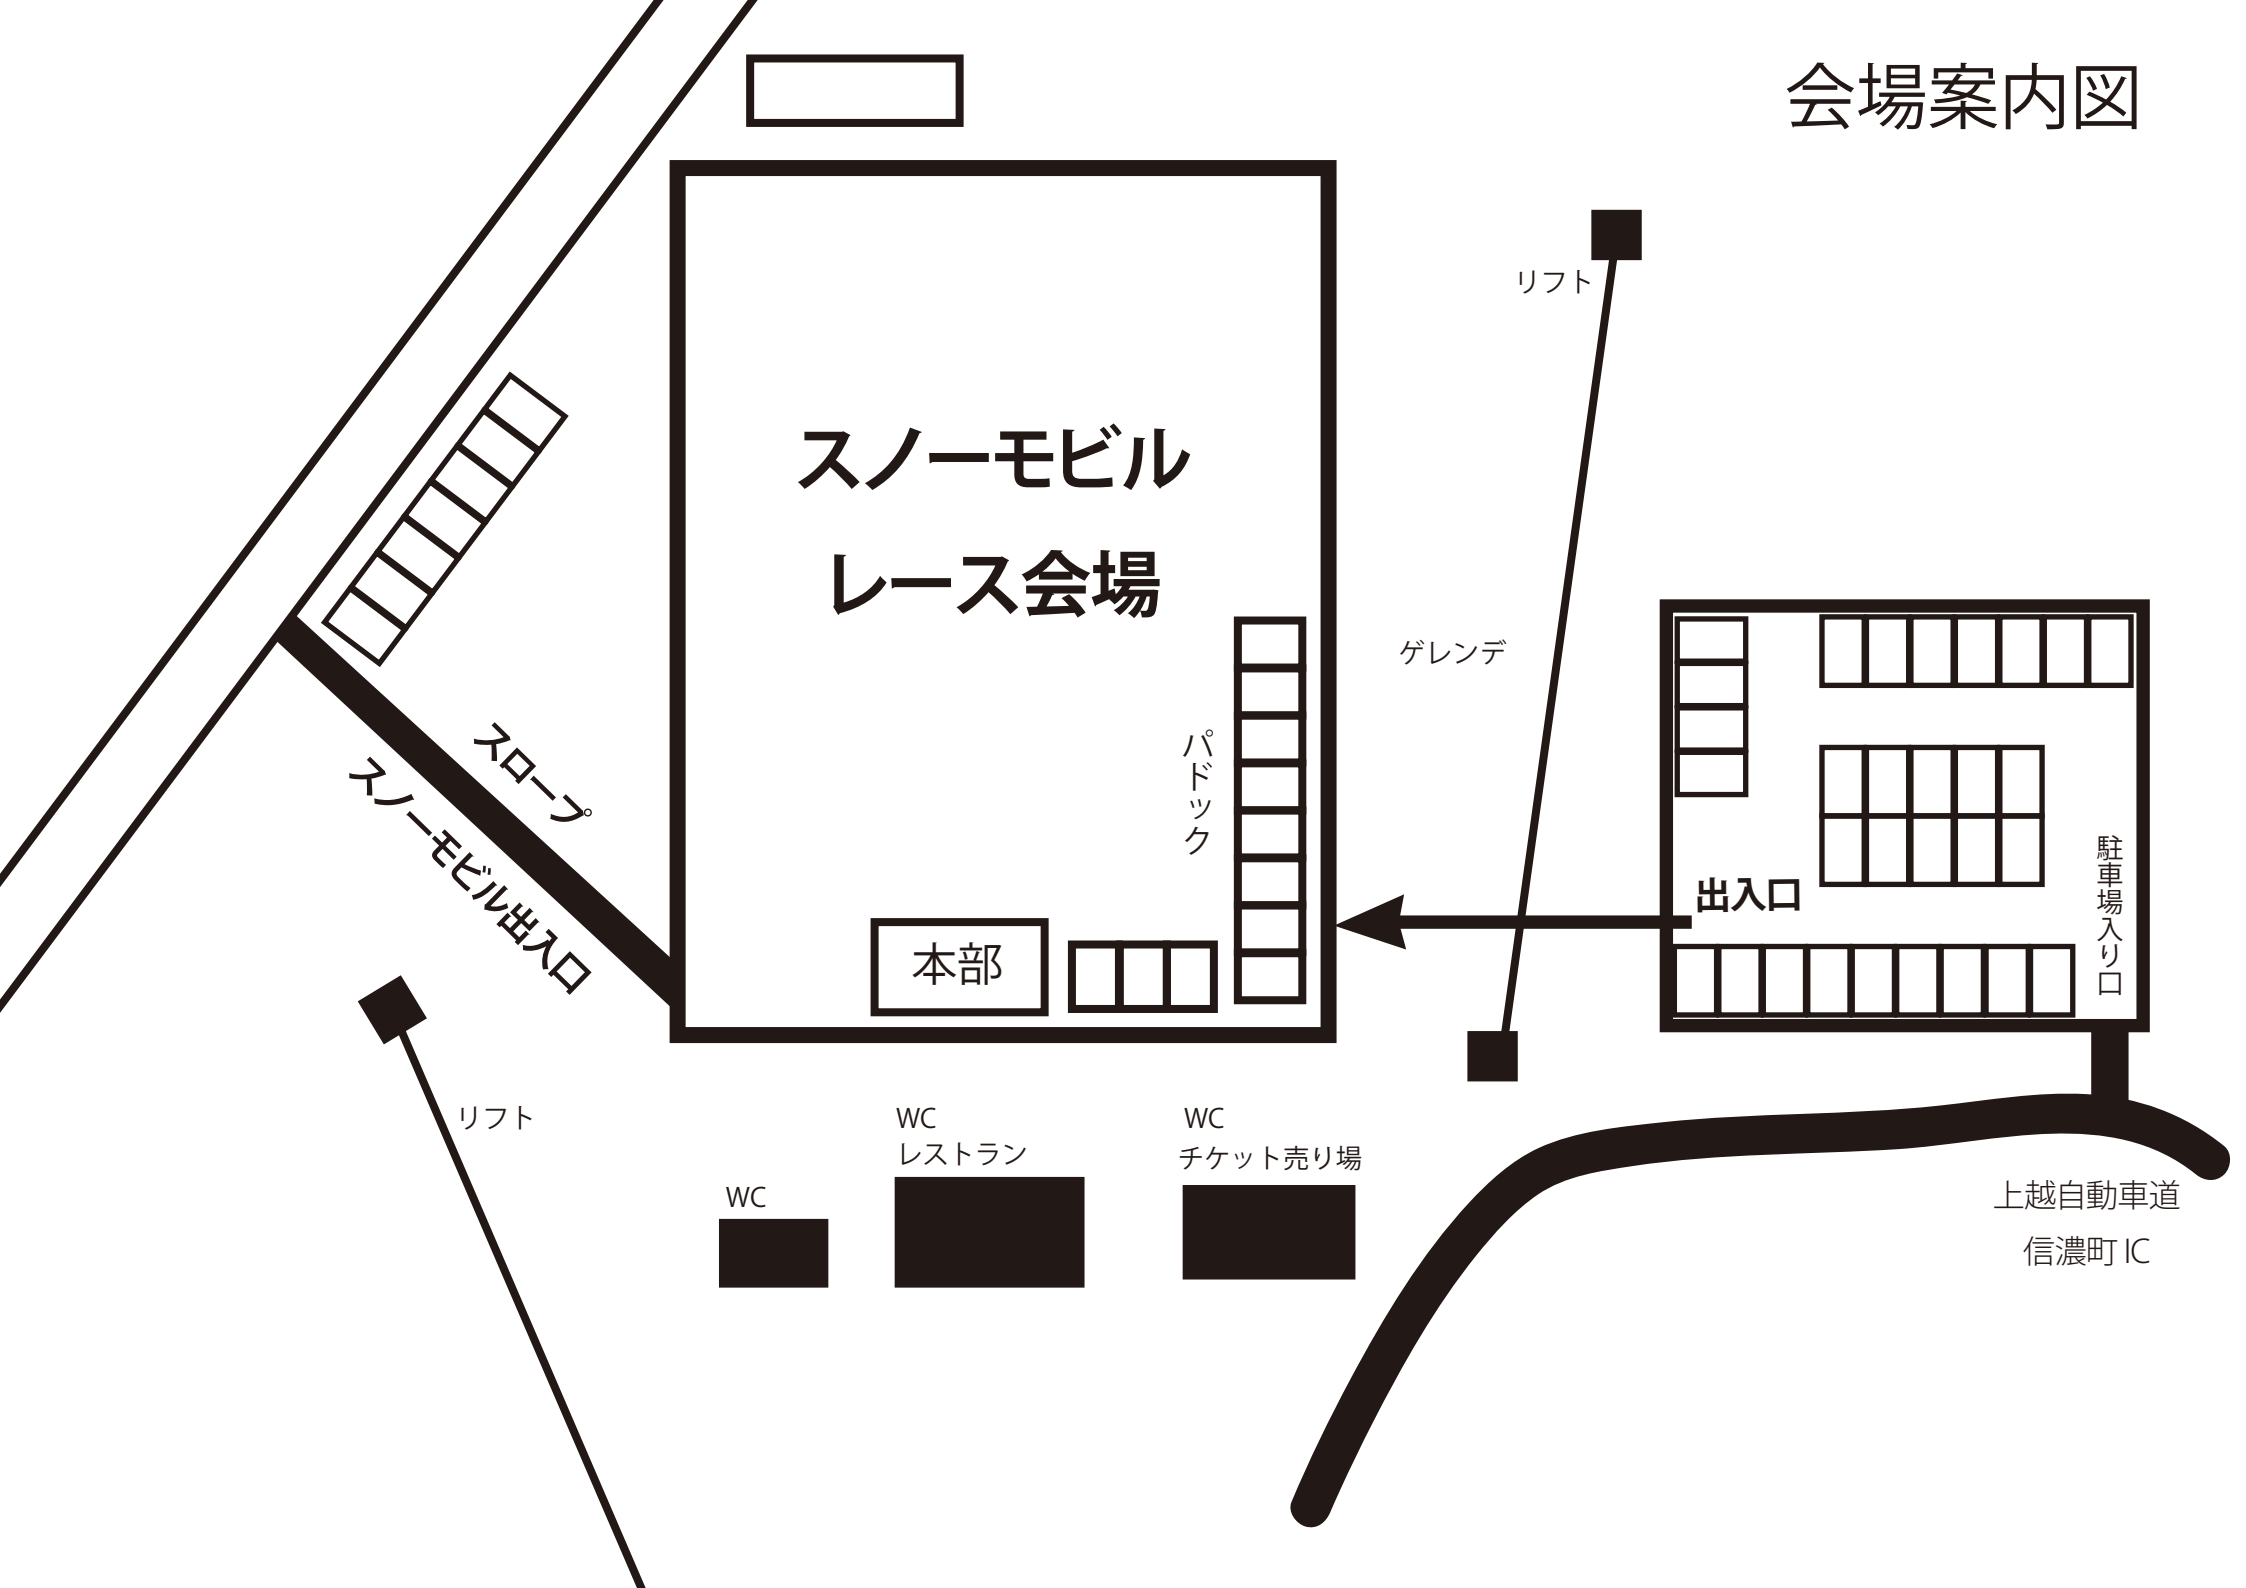 会場案内図
リフト
スノーモビル
レース会場
ゲレンデ
パドック
スロープ
スノーモビル出入口
出入口
駐車場入り口
本部
リフト
WC
レストラン
WC
チケット売り場
WC
上越自動車道
信濃町 IC